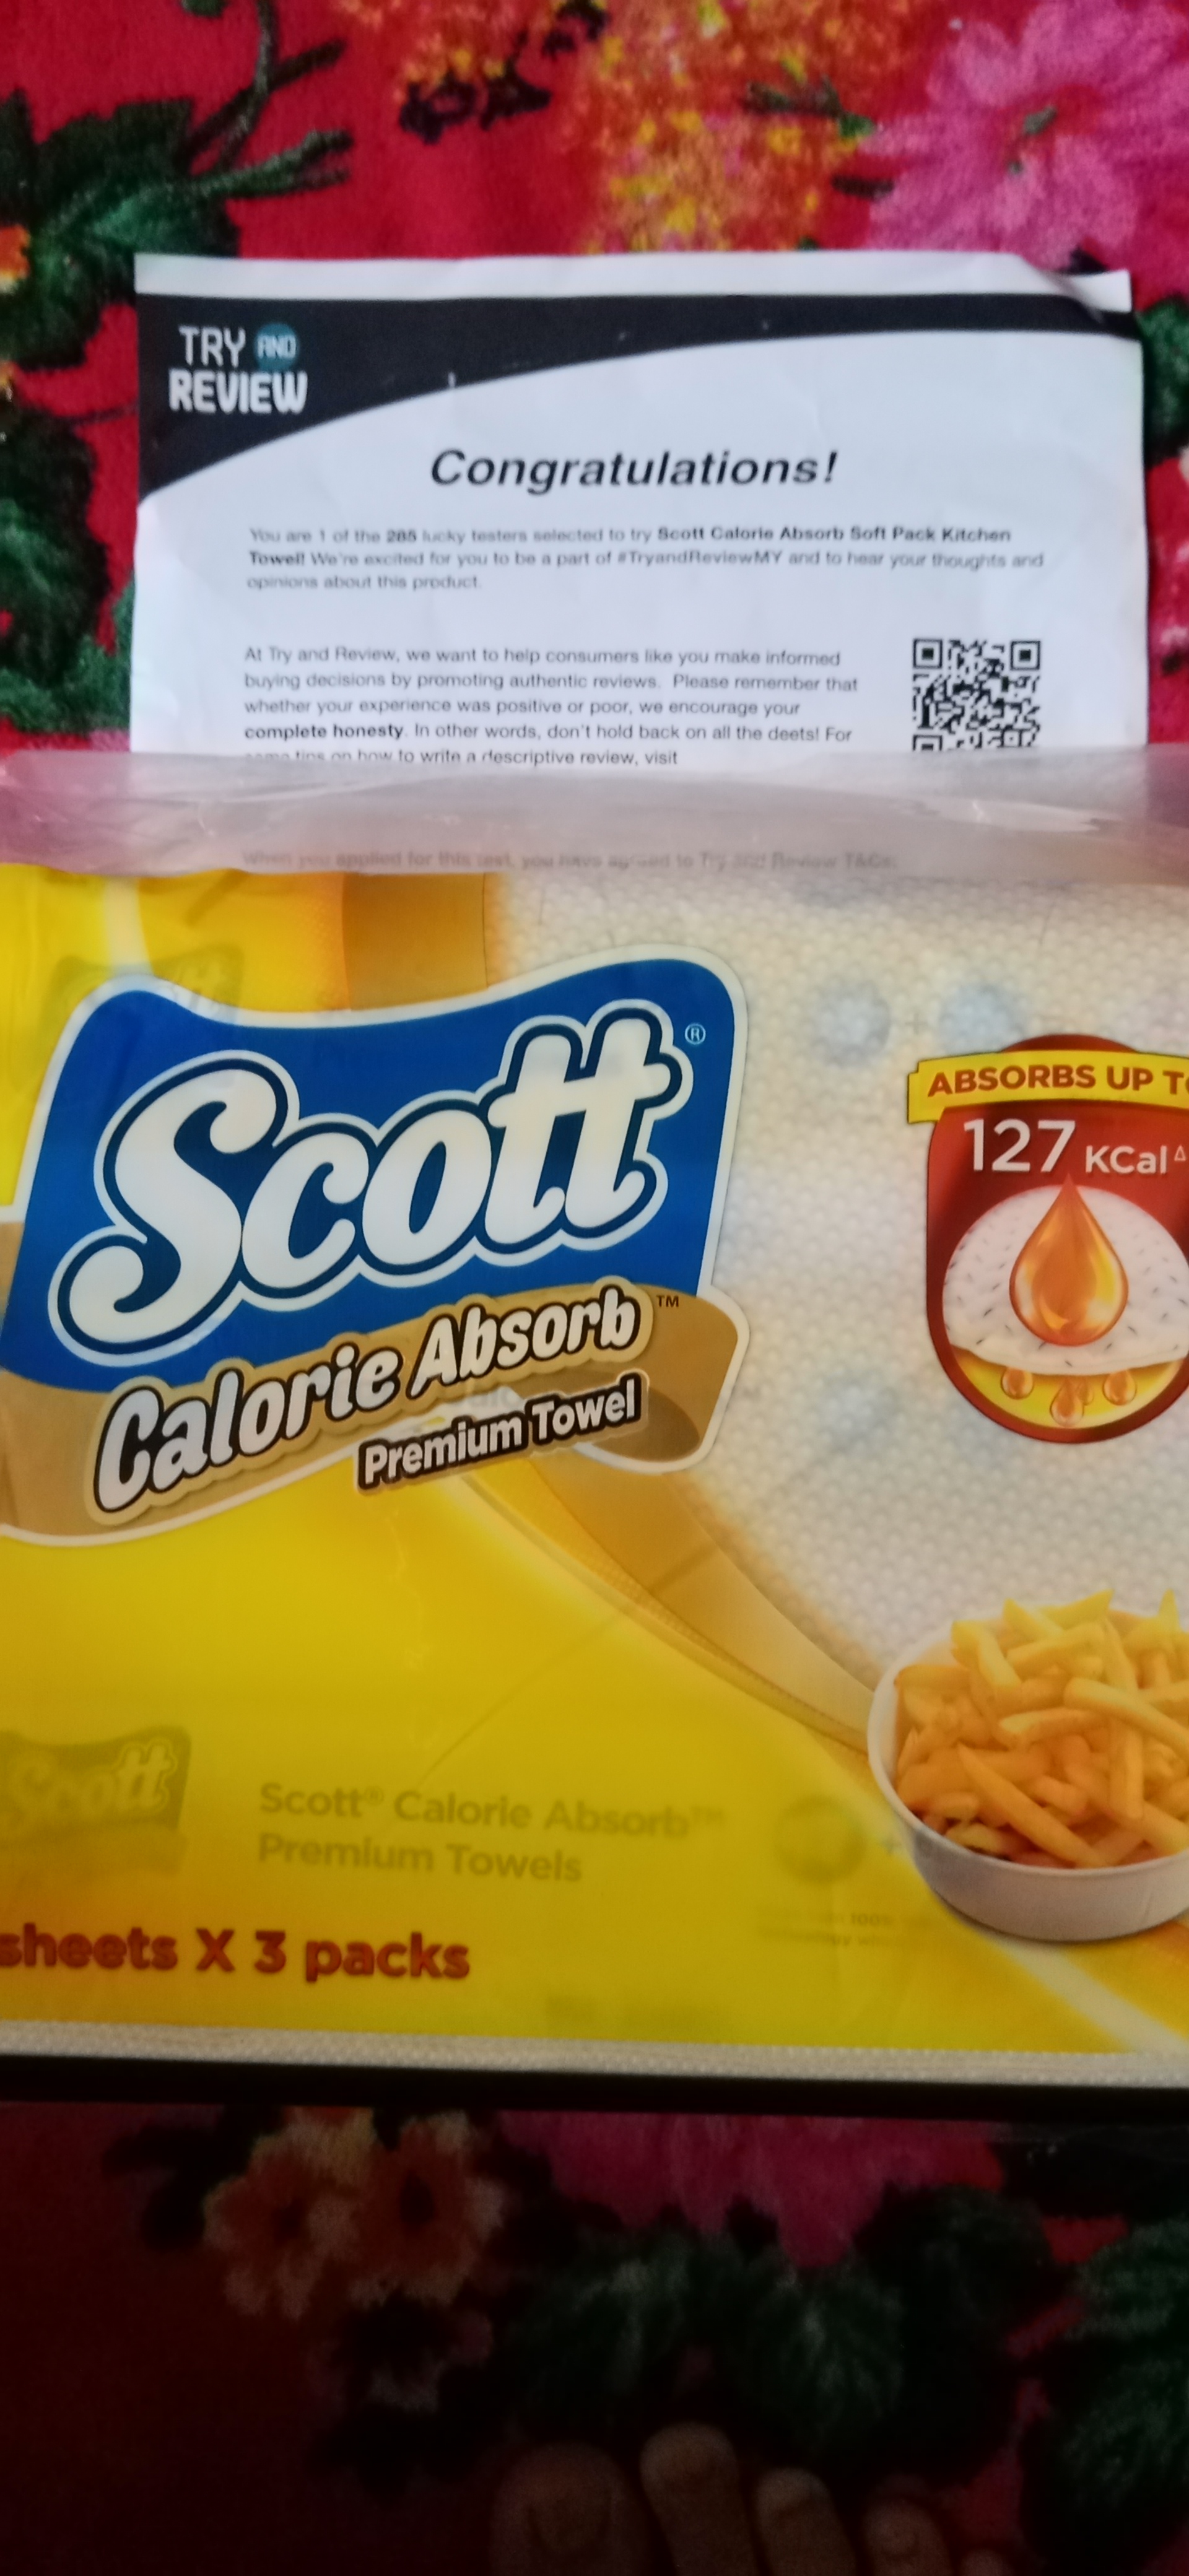 TRY AND
REVIEW
Congratulations!
You are 1 of the 285 lucky testers selected to try Scott Calorie Absorb Soft Pack Kitchen
Towel! We're excited for you to be a part of #TryandReviewMY and to hear your thoughts and
opinions about this product.
At Try and Review, we want to help consumers like you make informed
buying decisions by promoting authentic reviews. Please remember that
whether your experience was positive or poor, we encourage your
complete honesty. In other words, don't hold back on all the deets! For
some tips on how to write a descriptive review, visit
When you applied for this test, you have agreed to Try and Review T&Cs:
Scott®
Calorie Absorb™
Premium Towel
ABSORBS UP TO
127 KCal Δ
Scott
Scott® Calorie Absorb™
Premium Towels
sheets X 3 packs